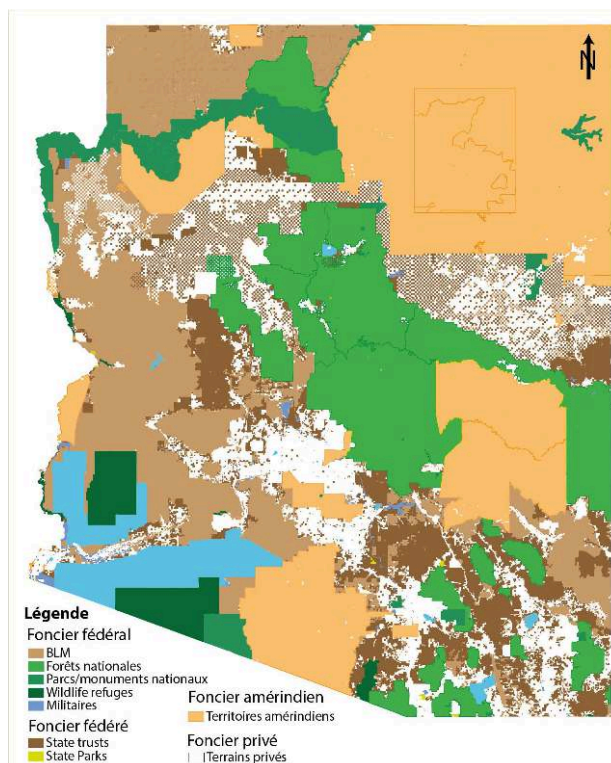 N
Légende
Foncier fédéral
BLM
Forêts nationales
Parcs/monuments nationaux
Wildlife refuges
Militaires
Foncier fédéré
State trusts
State Parks
Foncier amérindien
Territoires amérindiens
Foncier privé
Terrains privés